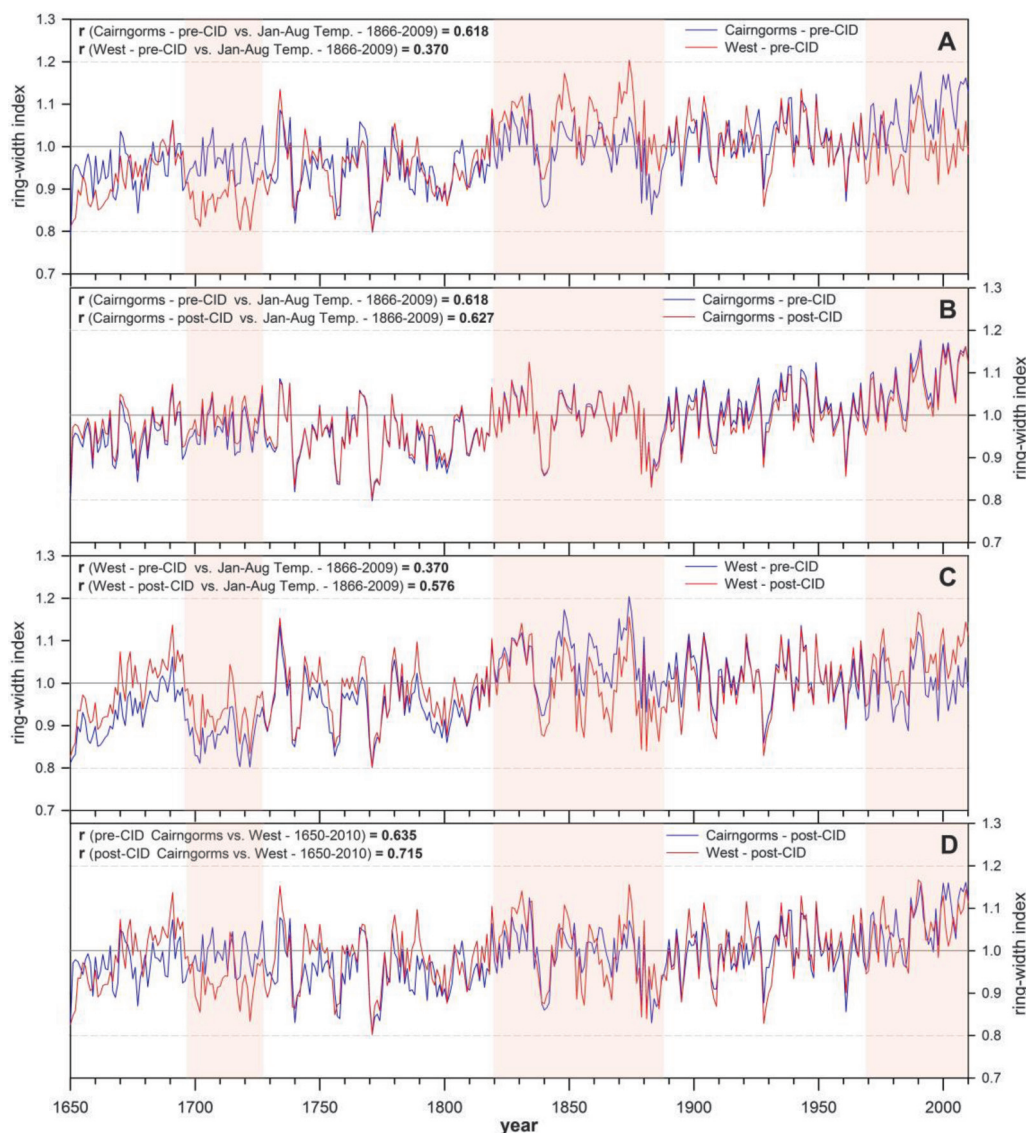 1.3
1.2
1.1
1.0
0.9
0.8
0.7
ring-width index
r (Cairngorms - pre-CID vs. Jan-Aug Temp. - 1866-2009) = 0.618
r (West - pre-CID vs. Jan-Aug Temp. - 1866-2009) = 0.370
Cairngorms - pre-CID
West - pre-CID
A
r (Cairngorms - pre-CID vs. Jan-Aug Temp. - 1866-2009) = 0.618
r (Cairngorms - post-CID vs. Jan-Aug Temp. - 1866-2009) = 0.627
Cairngorms - pre-CID
Cairngorms - post-CID
B
1.3
1.2
1.1
1.0
0.9
0.8
0.7
ring-width index
1.3
1.2
1.1
1.0
0.9
0.8
0.7
ring-width index
r (West - pre-CID vs. Jan-Aug Temp. - 1866-2009) = 0.370
r (West - post-CID vs. Jan-Aug Temp. - 1866-2009) = 0.576
West - pre-CID
West - post-CID
C
r (pre-CID Cairngorms vs. West - 1650-2010) = 0.635
r (post-CID Cairngorms vs. West - 1650-2010) = 0.715
Cairngorms - post-CID
West - post-CID
D
1.3
1.2
1.1
1.0
0.9
0.8
0.7
ring-width index
1650 1700 1750 1800 1850 1900 1950 2000
year